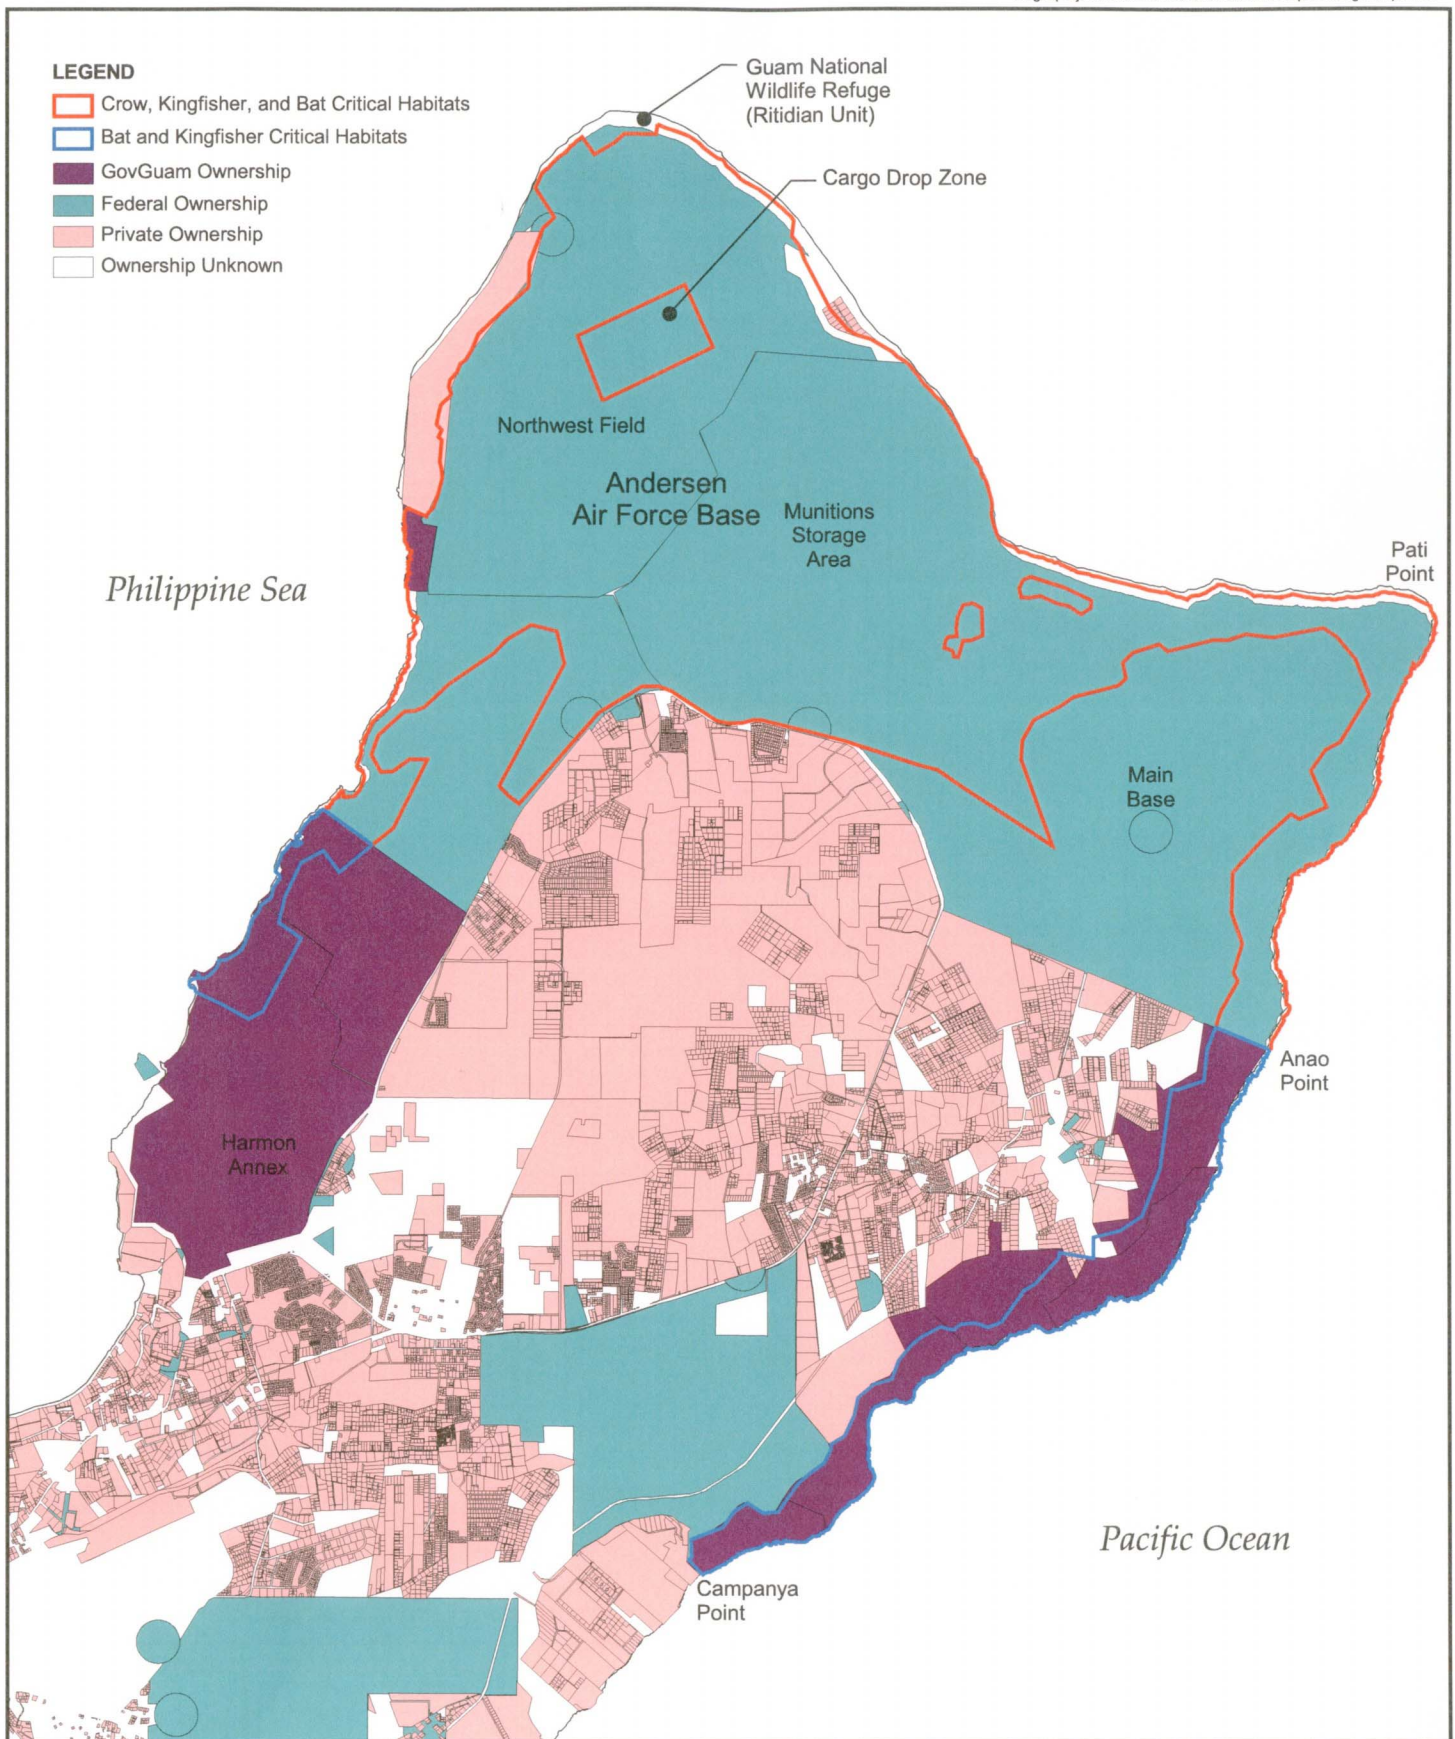 LEGEND
Crow, Kingfisher, and Bat Critical Habitats
Bat and Kingfisher Critical Habitats
GovGuam Ownership
Federal Ownership
Private Ownership
Ownership Unknown
Guam National
Wildlife Refuge
(Ritidian Unit)
Cargo Drop Zone
Northwest Field
Andersen
Air Force Base
Munitions
Storage
Area
Pati
Point
Philippine Sea
Main
Base
Anao
Point
Harmon
Annex
Pacific Ocean
Campanya
Point